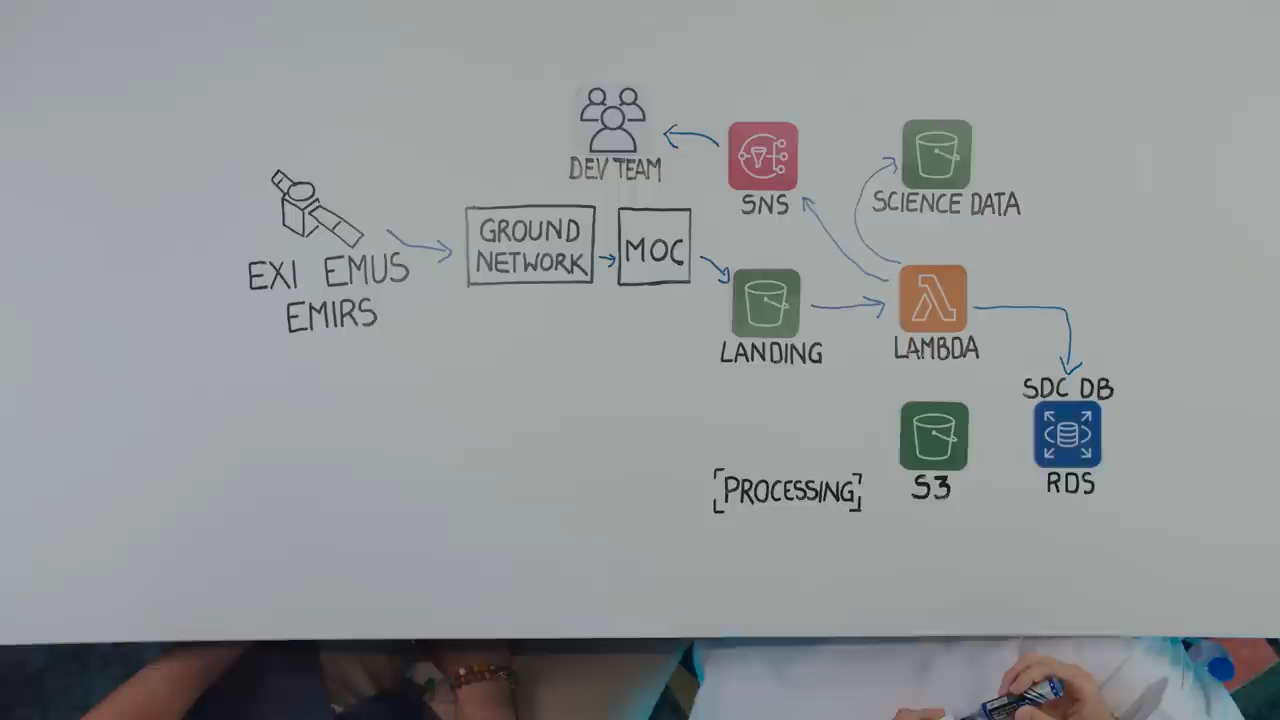 DEV TEAM
SNS
SCIENCE DATA
EXI EMUS
EMIRS
GROUND
NETWORK
MOC
LANDING
LAMBDA
SDC DB
RDS
S3
[PROCESSING]